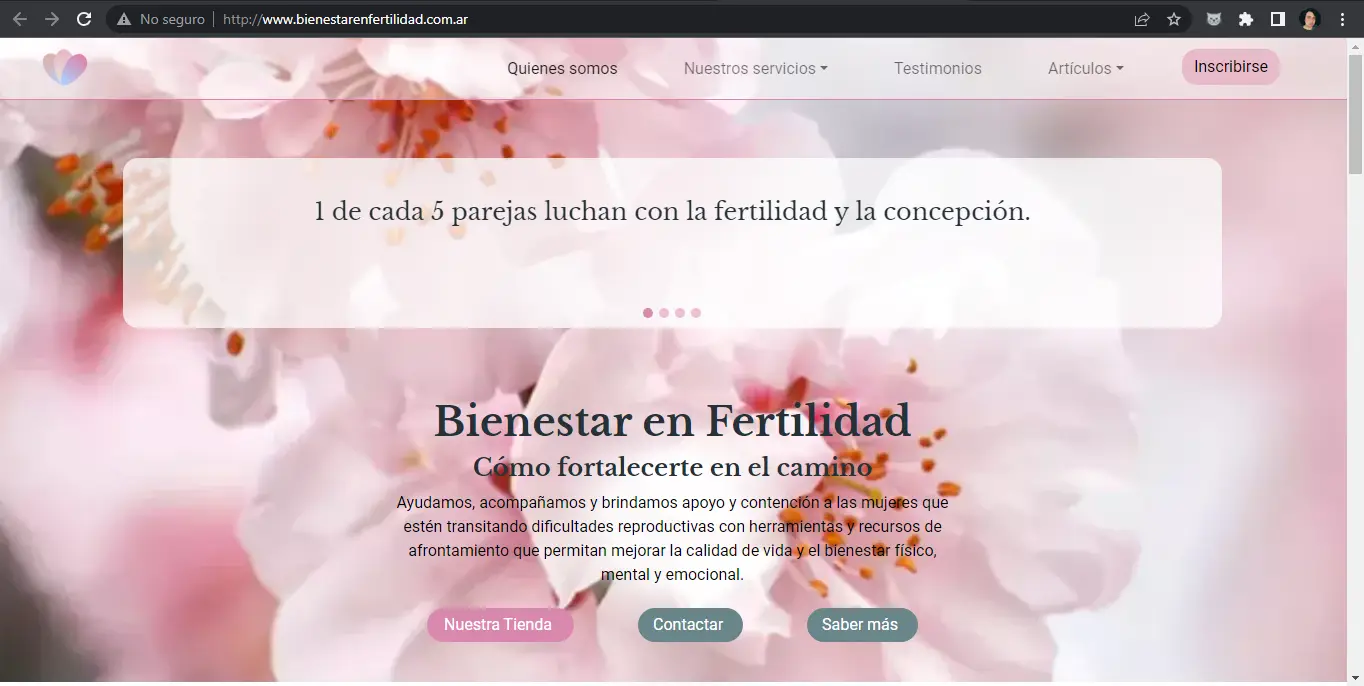 No seguro
http://www.bienestarenfertilidad.com.ar
Quienes somos
Nuestros servicios
Testimonios
Artículos
Inscribirse
1 de cada 5 parejas luchan con la fertilidad y la concepción.
Bienestar en Fertilidad
Cómo fortalecerte en el camino
Ayudamos, acompañamos y brindamos apoyo y contención a las mujeres que
estén transitando dificultades reproductivas con herramientas y recursos de
afrontamiento que permitan mejorar la calidad de vida y el bienestar físico,
mental y emocional.
Nuestra Tienda
Contactar
Saber más